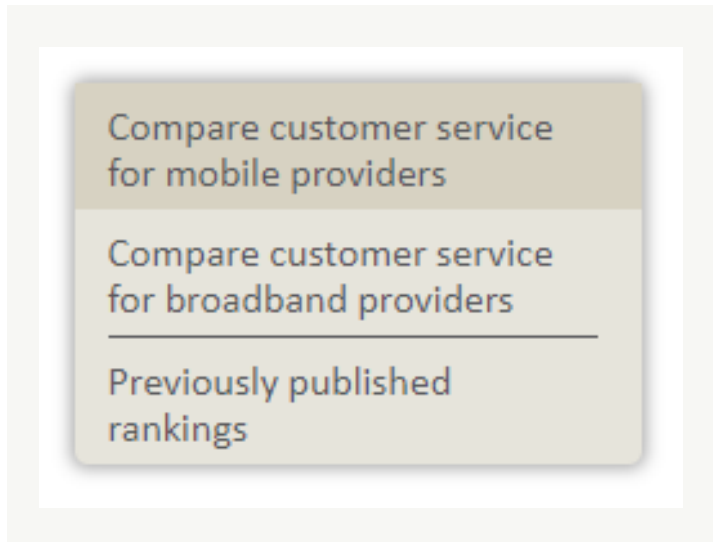 Compare customer service
for mobile providers
Compare customer service
for broadband providers
Previously published
rankings